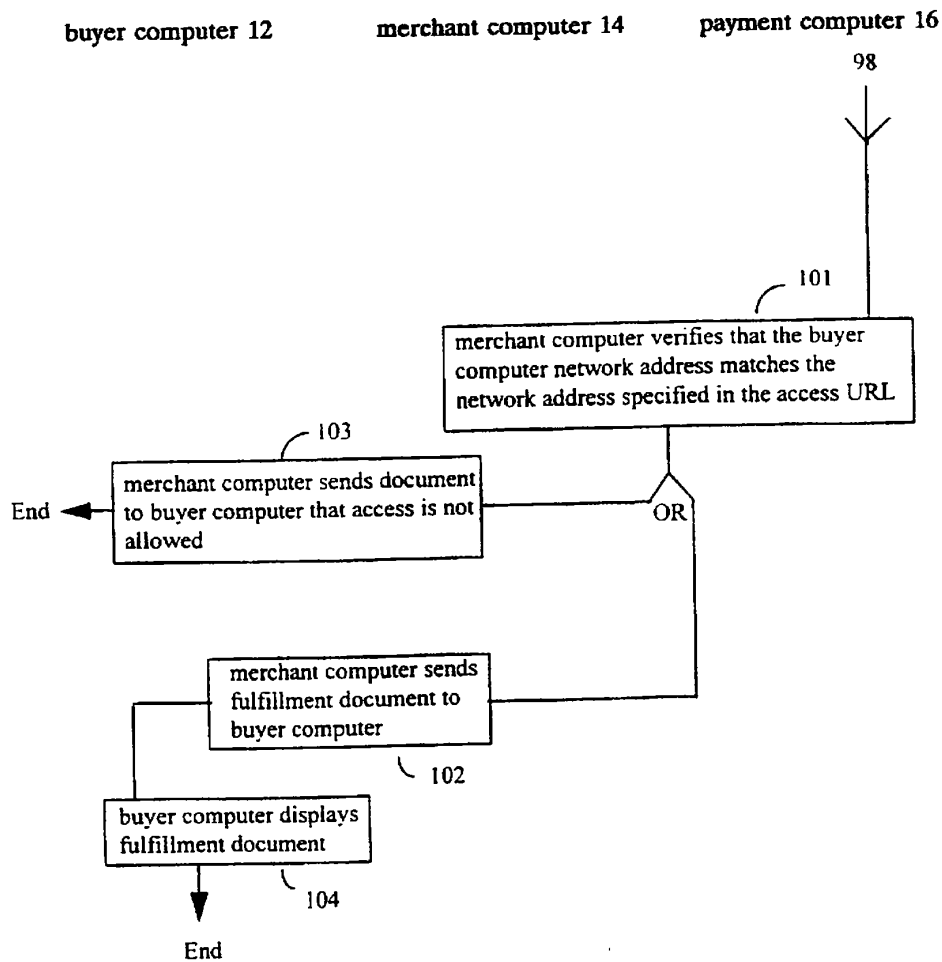 buyer computer 12 merchant computer 14 payment computer 16
98
101
merchant computer verifies that the buyer
computer network address matches the
network address specified in the access URL
103
merchant computer sends document
to buyer computer that access is not
allowed
End
OR
merchant computer sends
fulfillment document to
buyer computer
102
buyer computer displays
fulfillment document
104
End